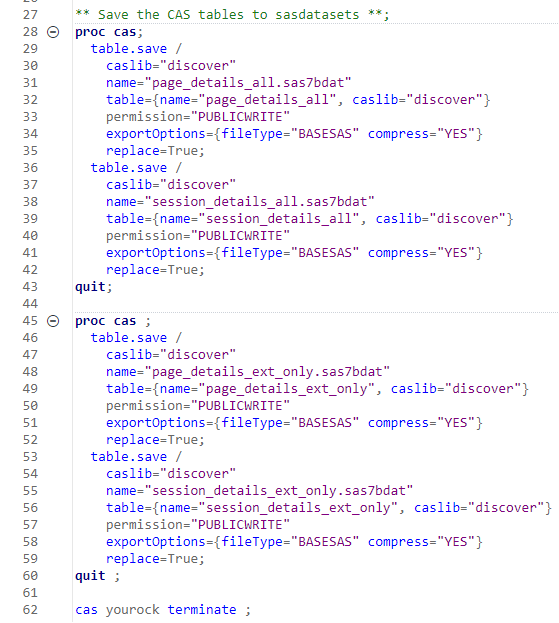 27 ** Save the CAS tables to sasdatasets **;
28 proc cas;
29 table.save /
30 caslib="discover"
31 name="page_details_all.sas7bdat"
32 table={name="page_details_all", caslib="discover"}
33 permission="PUBLICWRITE"
34 exportOptions={fileType="BASESAS" compress="YES"}
35 replace=True;
36 table.save /
37 caslib="discover"
38 name="session_details_all.sas7bdat"
39 table={name="session_details_all", caslib="discover"}
40 permission="PUBLICWRITE"
41 exportOptions={fileType="BASESAS" compress="YES"}
42 replace=True;
43 quit;
44
45 proc cas ;
46 table.save /
47 caslib="discover"
48 name="page_details_ext_only.sas7bdat"
49 table={name="page_details_ext_only", caslib="discover"}
50 permission="PUBLICWRITE"
51 exportOptions={fileType="BASESAS" compress="YES"}
52 replace=True;
53 table.save /
54 caslib="discover"
55 name="session_details_ext_only.sas7bdat"
56 table={name="session_details_ext_only", caslib="discover"}
57 permission="PUBLICWRITE"
58 exportOptions={fileType="BASESAS" compress="YES"}
59 replace=True;
60 quit ;
61
62 cas yourock terminate ;